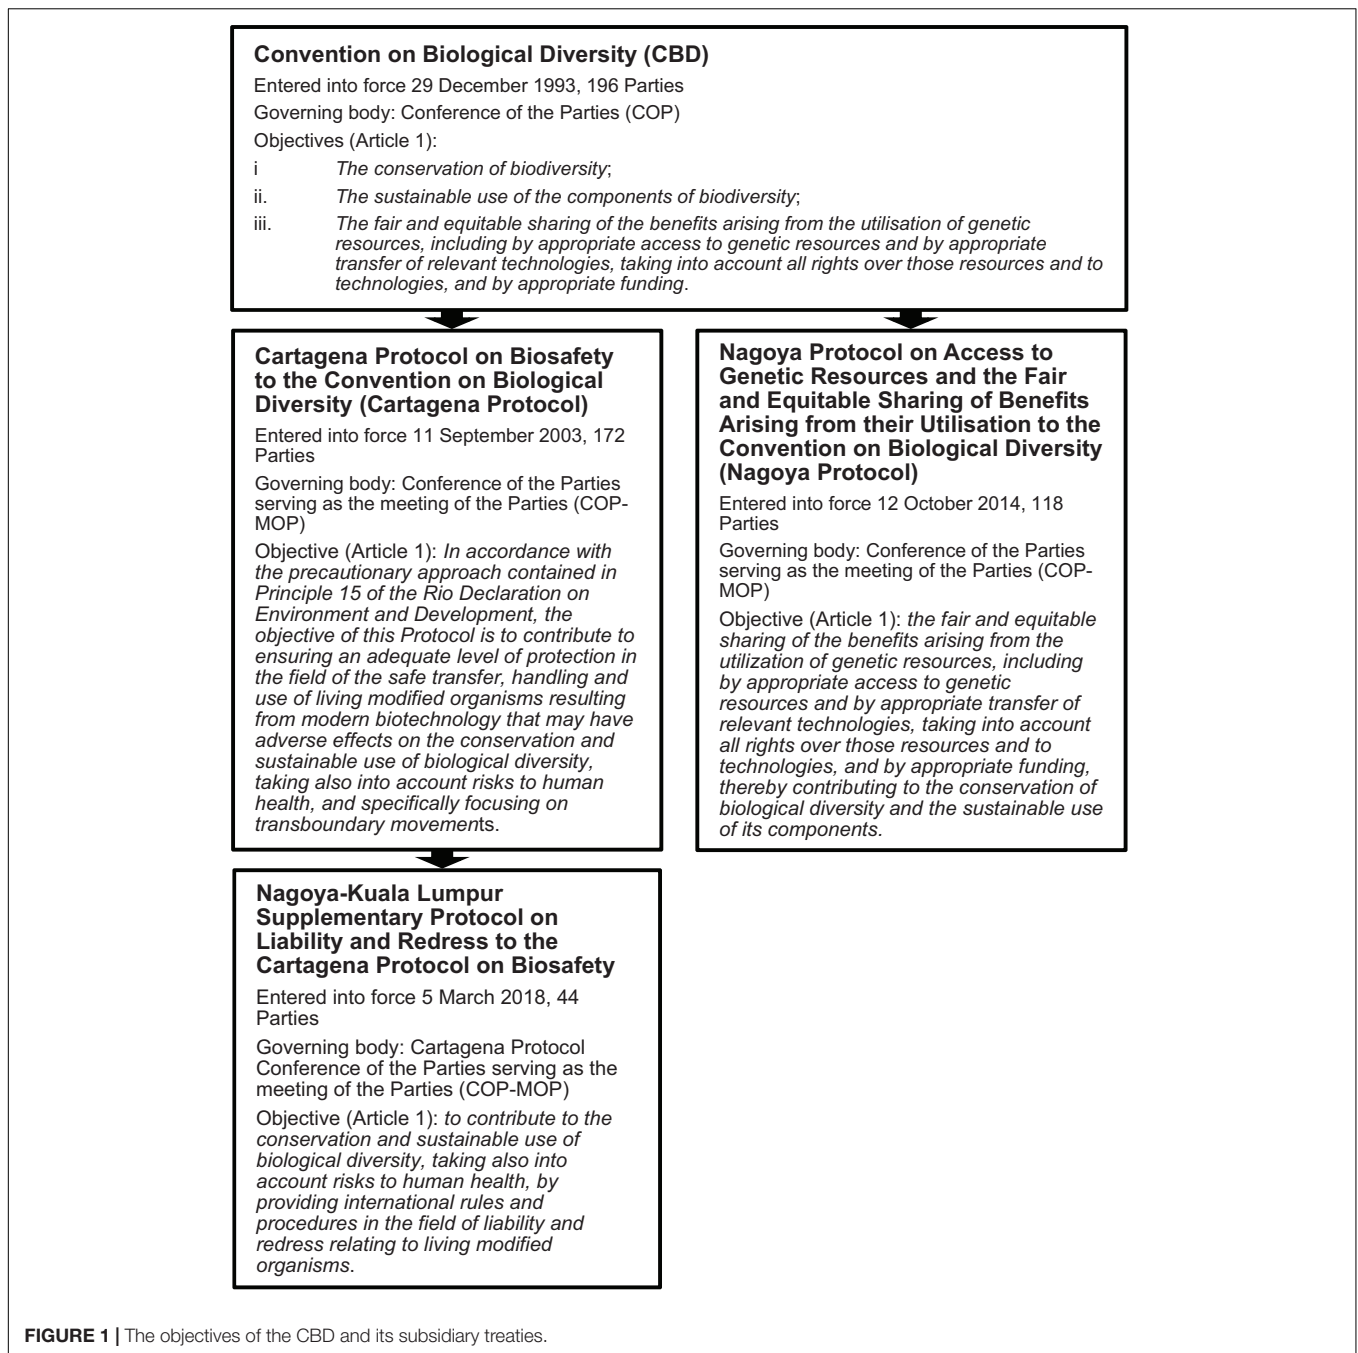 Convention on Biological Diversity (CBD)
Entered into force 29 December 1993, 196 Parties
Governing body: Conference of the Parties (COP)
Objectives (Article 1):
i The conservation of biodiversity;
ii. The sustainable use of the components of biodiversity;
iii. The fair and equitable sharing of the benefits arising from the utilisation of genetic
resources, including by appropriate access to genetic resources and by appropriate
transfer of relevant technologies, taking into account all rights over those resources and to
technologies, and by appropriate funding.
Cartagena Protocol on Biosafety
to the Convention on Biological
Diversity (Cartagena Protocol)
Entered into force 11 September 2003, 172
Parties
Governing body: Conference of the Parties
serving as the meeting of the Parties (COP-
MOP)
Objective (Article 1): In accordance with
the precautionary approach contained in
Principle 15 of the Rio Declaration on
Environment and Development, the
objective of this Protocol is to contribute to
ensuring an adequate level of protection in
the field of the safe transfer, handling and
use of living modified organisms resulting
from modern biotechnology that may have
adverse effects on the conservation and
sustainable use of biological diversity,
taking also into account risks to human
health, and specifically focusing on
transboundary movements.
Nagoya Protocol on Access to
Genetic Resources and the Fair
and Equitable Sharing of Benefits
Arising from their Utilisation to the
Convention on Biological Diversity
(Nagoya Protocol)
Entered into force 12 October 2014, 118
Parties
Governing body: Conference of the Parties
serving as the meeting of the Parties (COP-
MOP)
Objective (Article 1): the fair and equitable
sharing of the benefits arising from the
utilization of genetic resources, including
by appropriate access to genetic
resources and by appropriate transfer of
relevant technologies, taking into account
all rights over those resources and to
technologies, and by appropriate funding,
thereby contributing to the conservation of
biological diversity and the sustainable use
of its components.
Nagoya-Kuala Lumpur
Supplementary Protocol on
Liability and Redress to the
Cartagena Protocol on Biosafety
Entered into force 5 March 2018, 44
Parties
Governing body: Cartagena Protocol
Conference of the Parties serving as the
meeting of the Parties (COP-MOP)
Objective (Article 1): to contribute to the
conservation and sustainable use of
biological diversity, taking also into
account risks to human health, by
providing international rules and
procedures in the field of liability and
redress relating to living modified
organisms.
FIGURE 1 | The objectives of the CBD and its subsidiary treaties.